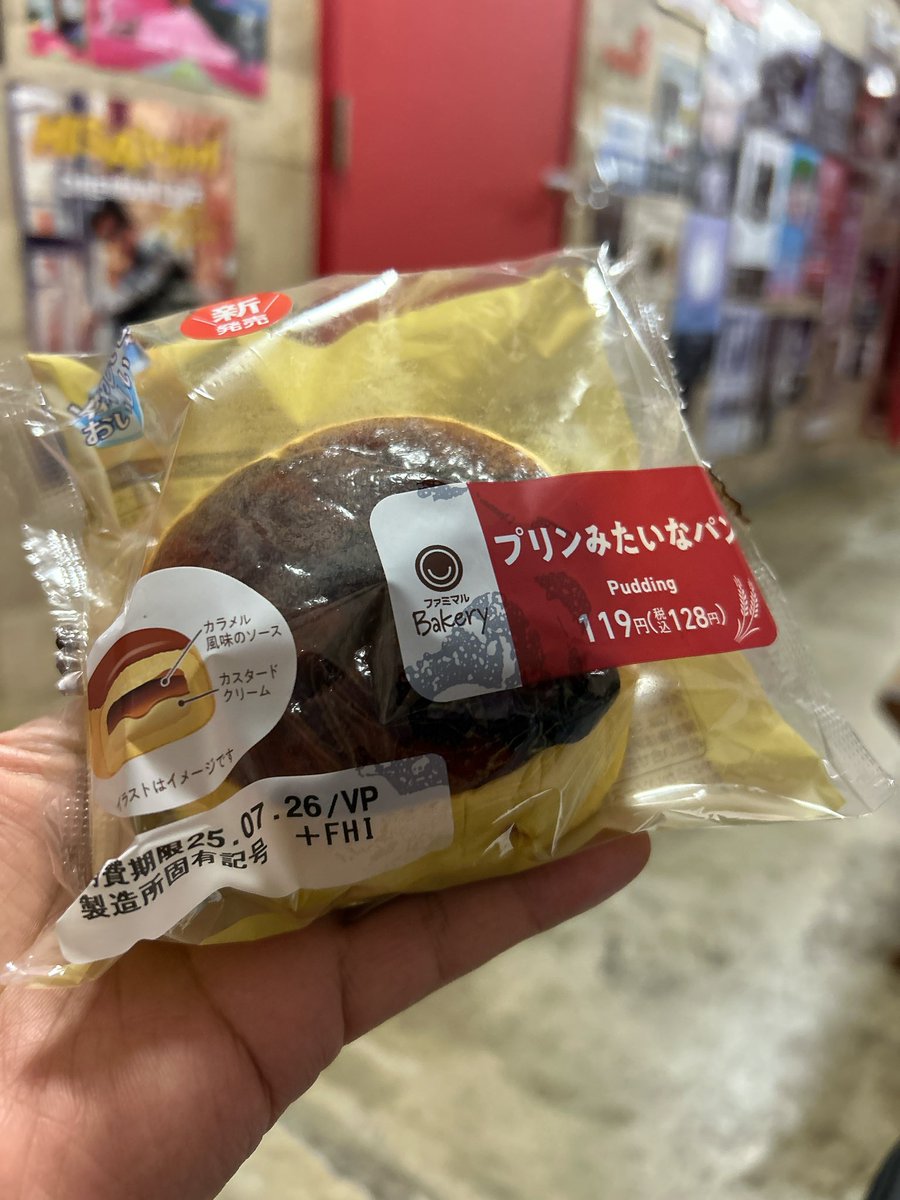 新
発売
おい
プリンみたいなパン
Pudding
119円(税込128円)
ファミマル
Bakery
カラメル
風味のソース
カスタード
クリーム
イラストはイメージです
費期限25.07.26/VP
製造所固有記号 +FHI